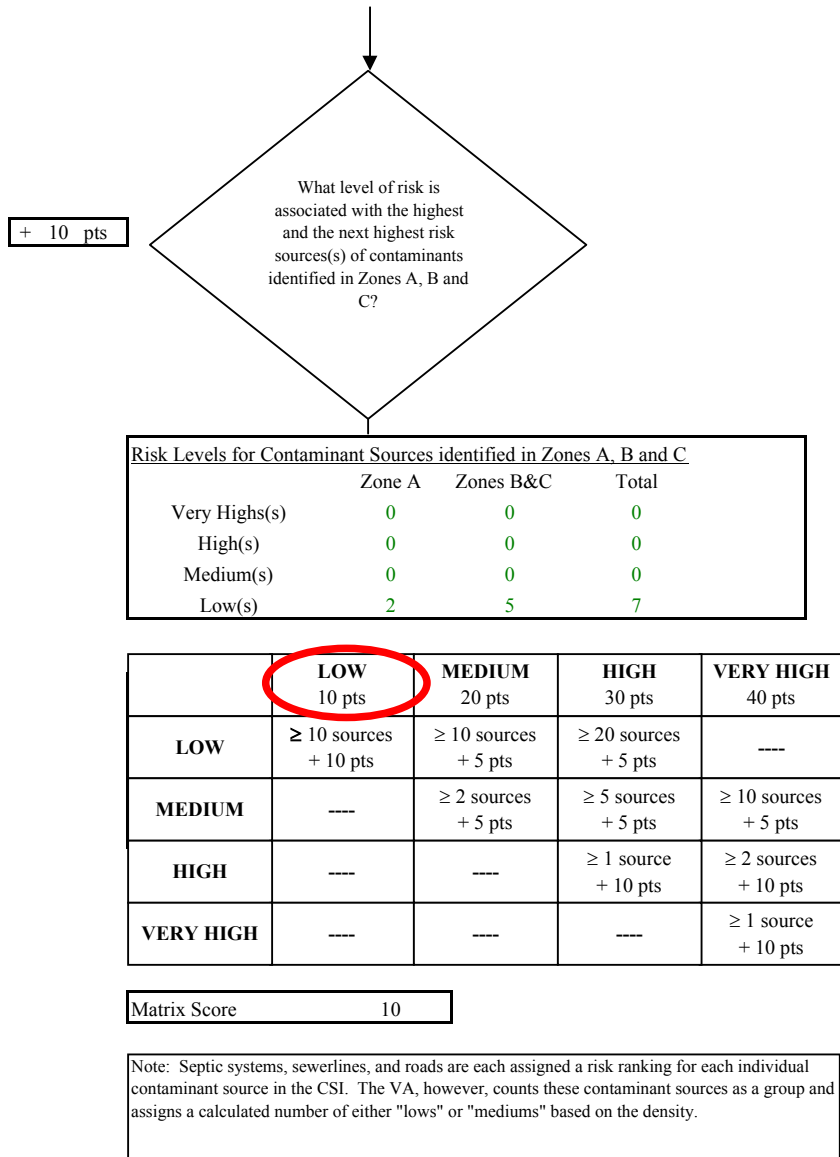 What level of risk is
associated with the highest
and the next highest risk
sources(s) of contaminants
identified in Zones A, B and
C?
+ 10 pts
Risk Levels for Contaminant Sources identified in Zones A, B and C
Zone A Zones B&C Total
Very Highs(s) 0 0 0
High(s) 0 0 0
Medium(s) 0 0 0
Low(s) 2 5 7
LOW MEDIUM HIGH VERY HIGH
10 pts 20 pts 30 pts 40 pts
LOW ≥ 10 sources + 10 pts ≥ 10 sources + 5 pts ≥ 20 sources + 5 pts ----
MEDIUM ---- ≥ 2 sources + 5 pts ≥ 5 sources + 5 pts ≥ 10 sources + 5 pts
HIGH ---- ---- ≥ 1 source + 10 pts ≥ 2 sources + 10 pts
VERY HIGH ---- ---- ---- ≥ 1 source + 10 pts
Matrix Score 10
Note: Septic systems, sewerlines, and roads are each assigned a risk ranking for each individual
contaminant source in the CSI. The VA, however, counts these contaminant sources as a group and
assigns a calculated number of either "lows" or "mediums" based on the density.